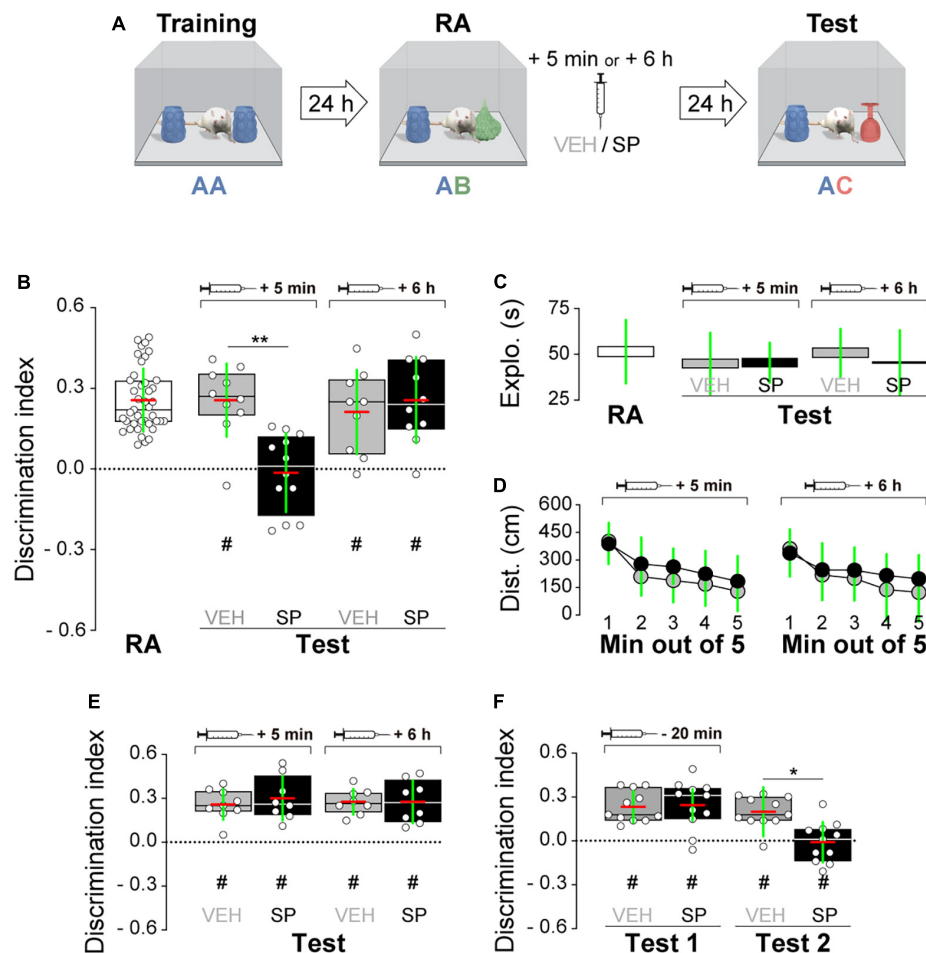 A
Training
RA
Test
+ 5 min or + 6 h
24 h
24 h
VEH / SP
AA
AB
AC
B
+ 5 min
+ 6 h
Discrimination index
0.6
0.3
0.0
- 0.3
- 0.6
**
# # #
VEH SP VEH SP
RA Test
C
+ 5 min
+ 6 h
Explo. (s)
75
50
25
VEH SP VEH SP
RA Test
D
+ 5 min
+ 6 h
Dist. (cm)
600
450
300
150
0
1 2 3 4 5 1 2 3 4 5
Min out of 5 Min out of 5
E
+ 5 min
+ 6 h
Discrimination index
0.6
0.3
0.0
- 0.3
- 0.6
# # # #
VEH SP VEH SP
Test
F
- 20 min
Discrimination index
0.6
0.3
0.0
- 0.3
- 0.6
*
# # # #
VEH SP VEH SP
Test 1 Test 2